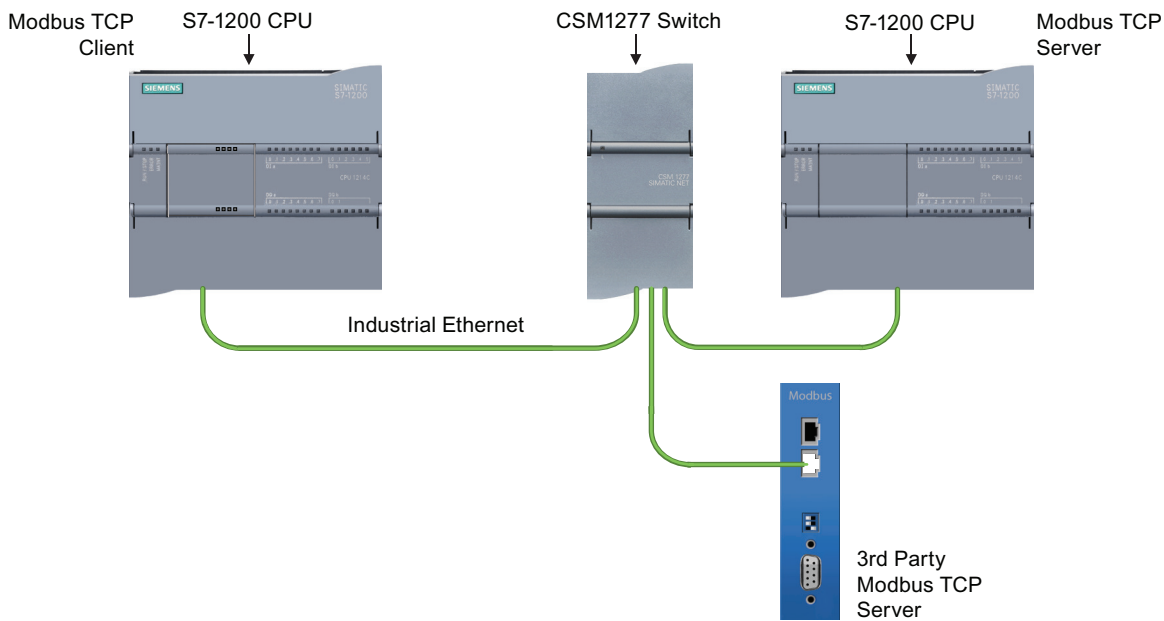 Modbus TCP
Client
S7-1200 CPU
CSM1277 Switch
S7-1200 CPU
Modbus TCP
Server
SIEMENS
SIMATIC
S7-1200
CPU 1214C
CSM 1277
SIMATIC NET
SIEMENS
SIMATIC
S7-1200
CPU 1214C
Industrial Ethernet
Modbus
3rd Party
Modbus TCP
Server